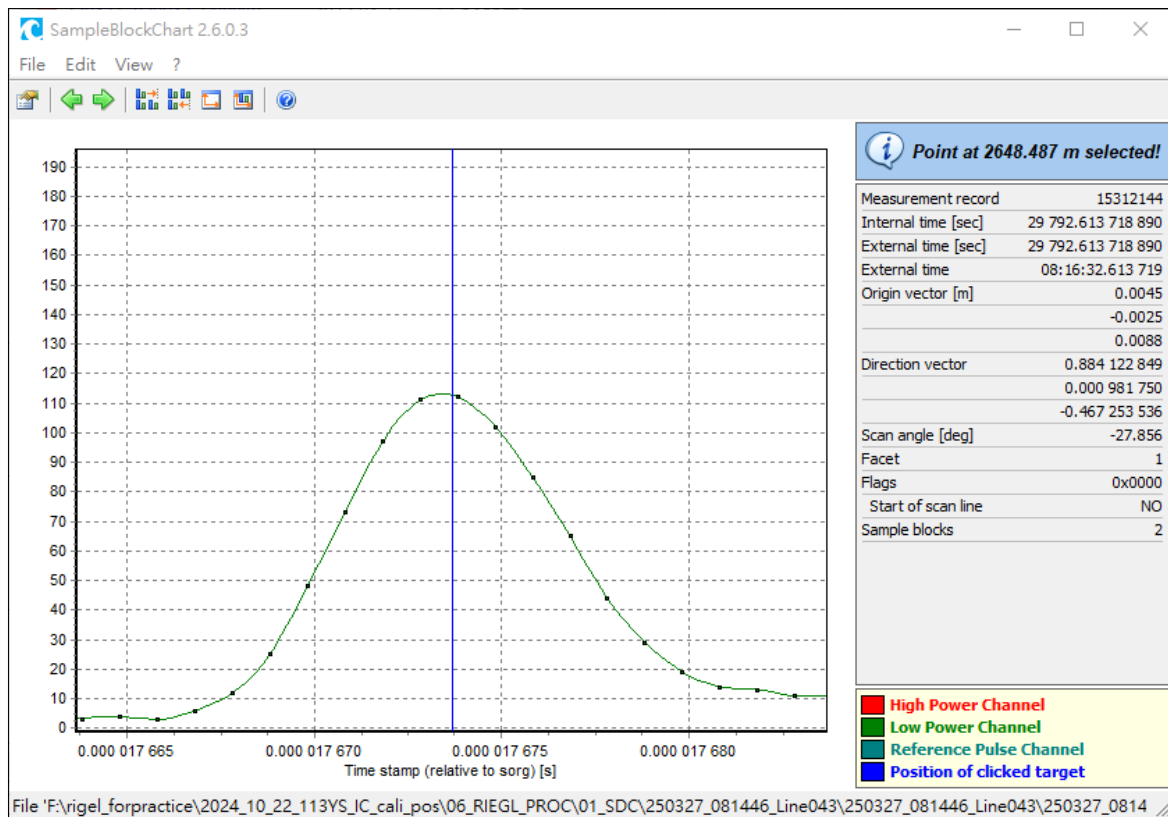 SampleBlockChart 2.6.0.3
File Edit View ?
Point at 2648.487 m selected!
190
180
170
160
150
140
130
120
110
100
90
80
70
60
50
40
30
20
10
0
0.000 017 665 0.000 017 670 0.000 017 675 0.000 017 680
Time stamp (relative to sorg) [s]
Measurement record 15312144
Internal time [sec] 29 792.613 718 890
External time [sec] 29 792.613 718 890
External time 08:16:32.613 719
Origin vector [m] 0.0045
-0.0025
0.0088
Direction vector 0.884 122 849
0.000 981 750
-0.467 253 536
Scan angle [deg] -27.856
Facet 1
Flags 0x0000
Start of scan line NO
Sample blocks 2
High Power Channel
Low Power Channel
Reference Pulse Channel
Position of clicked target
File 'F:\rigel_forpractice\2024_10_22_113YS_IC_cali_pos\06_RIEGL_PROC\01_SDC\250327_081446_Line043\250327_081446_Line043\250327_0814